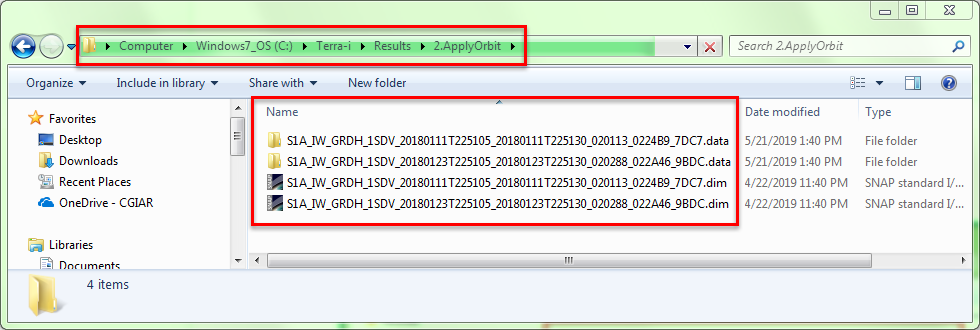 Computer Windows7_OS (C:) Terra-i Results 2.ApplyOrbit Search 2.ApplyOrbit
Organize Include in library Share with New folder
Favorites
Desktop
Downloads
Recent Places
OneDrive - CGIAR
Libraries
Documents
Name Date modified Type
S1A_IW_GRDH_1SDV_20180111T225105_20180111T225130_020113_0224B9_7DC7.data 5/21/2019 1:40 PM File folder
S1A_IW_GRDH_1SDV_20180123T225105_20180123T225130_020288_022A46_9BDC.data 5/21/2019 1:40 PM File folder
S1A_IW_GRDH_1SDV_20180111T225105_20180111T225130_020113_0224B9_7DC7.dim 4/22/2019 11:40 PM SNAP standard I/...
S1A_IW_GRDH_1SDV_20180123T225105_20180123T225130_020288_022A46_9BDC.dim 4/22/2019 11:40 PM SNAP standard I/...
4 items